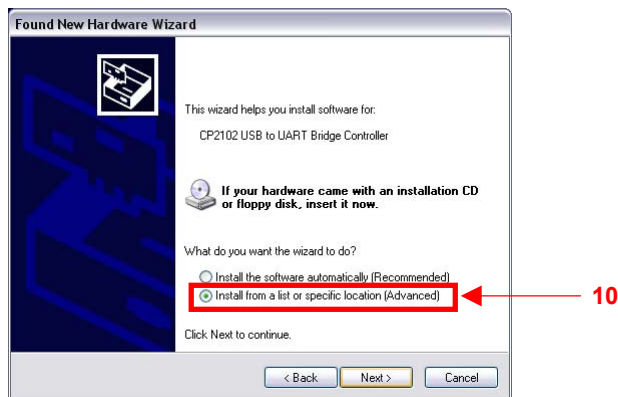 Found New Hardware Wizard
This wizard helps you install software for:
CP2102 USB to UART Bridge Controller
If your hardware came with an installation CD
or floppy disk, insert it now.
What do you want the wizard to do?
Install the software automatically (Recommended)
Install from a list or specific location (Advanced)
10
Click Next to continue.
< Back Next > Cancel